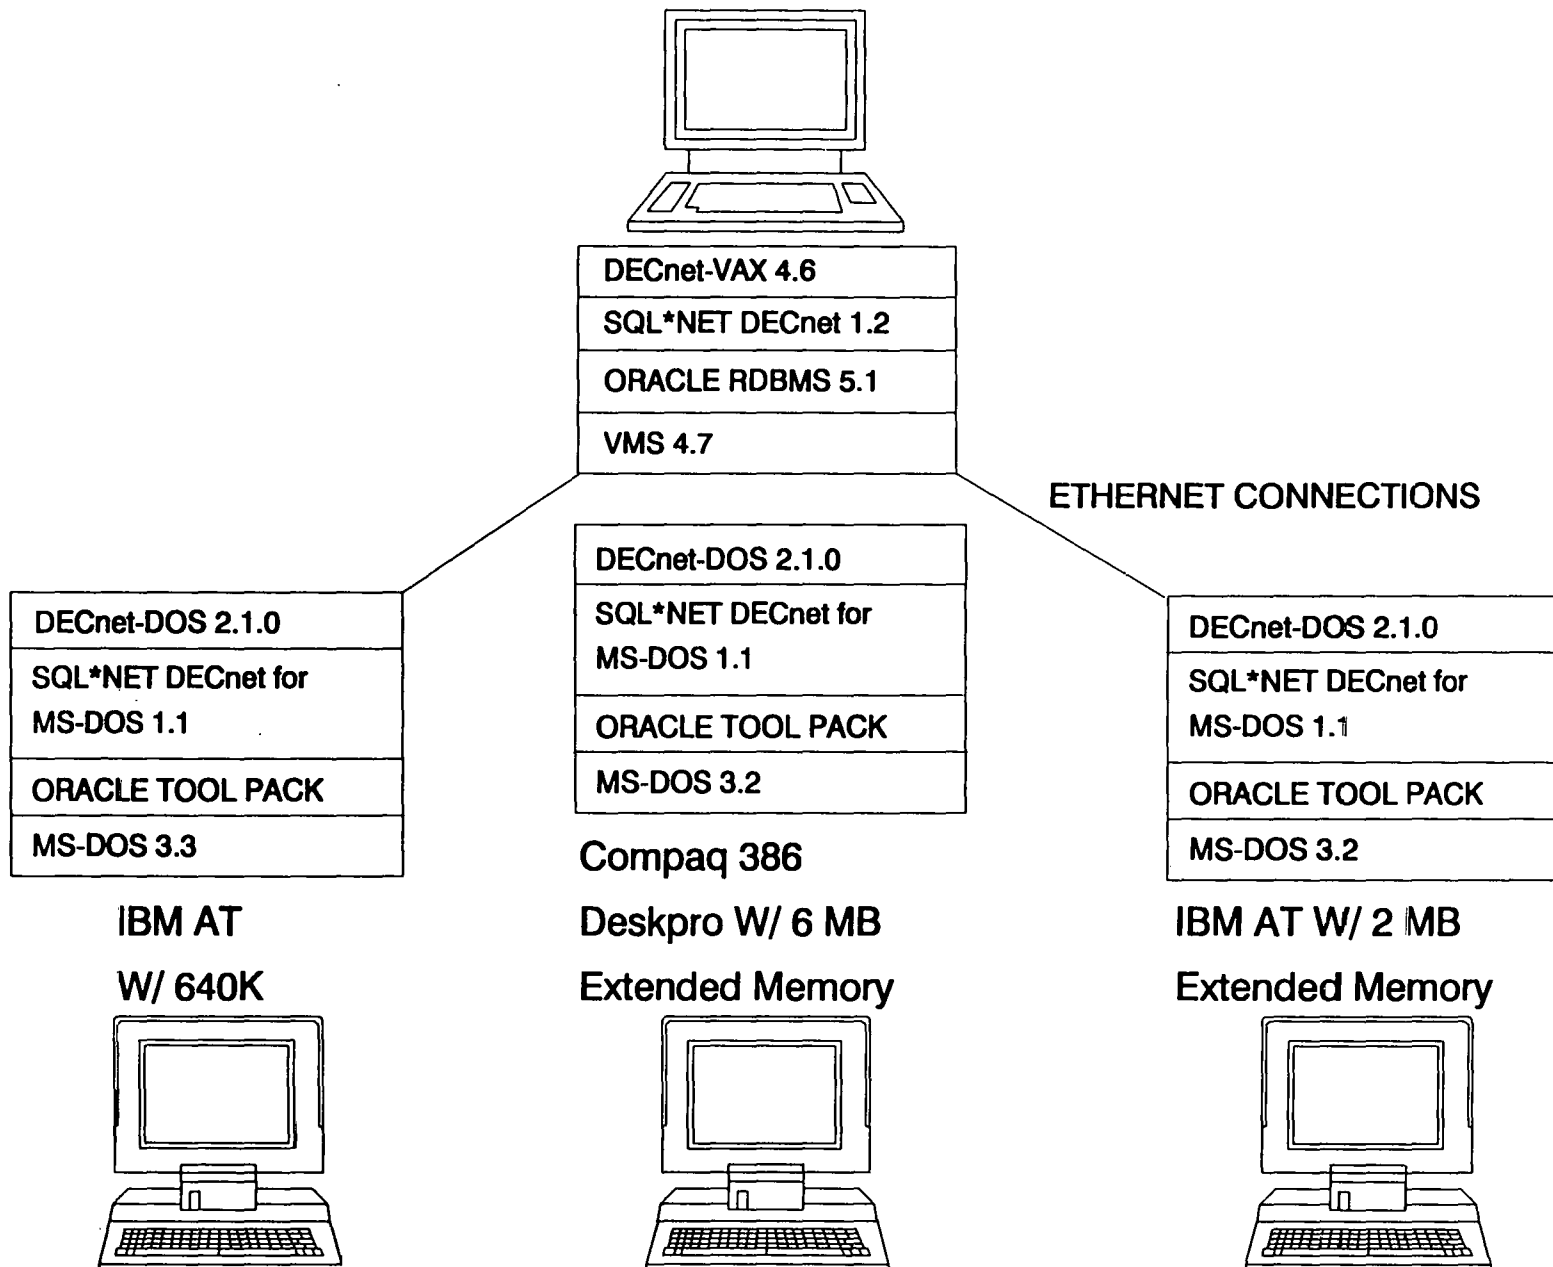 DECnet-VAX 4.6
SQL*NET DECnet 1.2
ORACLE RDBMS 5.1
VMS 4.7
ETHERNET CONNECTIONS
DECnet-DOS 2.1.0
SQL*NET DECnet for
MS-DOS 1.1
ORACLE TOOL PACK
MS-DOS 3.3
IBM AT
W/ 640K
DECnet-DOS 2.1.0
SQL*NET DECnet for
MS-DOS 1.1
ORACLE TOOL PACK
MS-DOS 3.2
Compaq 386
Deskpro W/ 6 MB
Extended Memory
DECnet-DOS 2.1.0
SQL*NET DECnet for
MS-DOS 1.1
ORACLE TOOL PACK
MS-DOS 3.2
IBM AT W/ 2 MB
Extended Memory